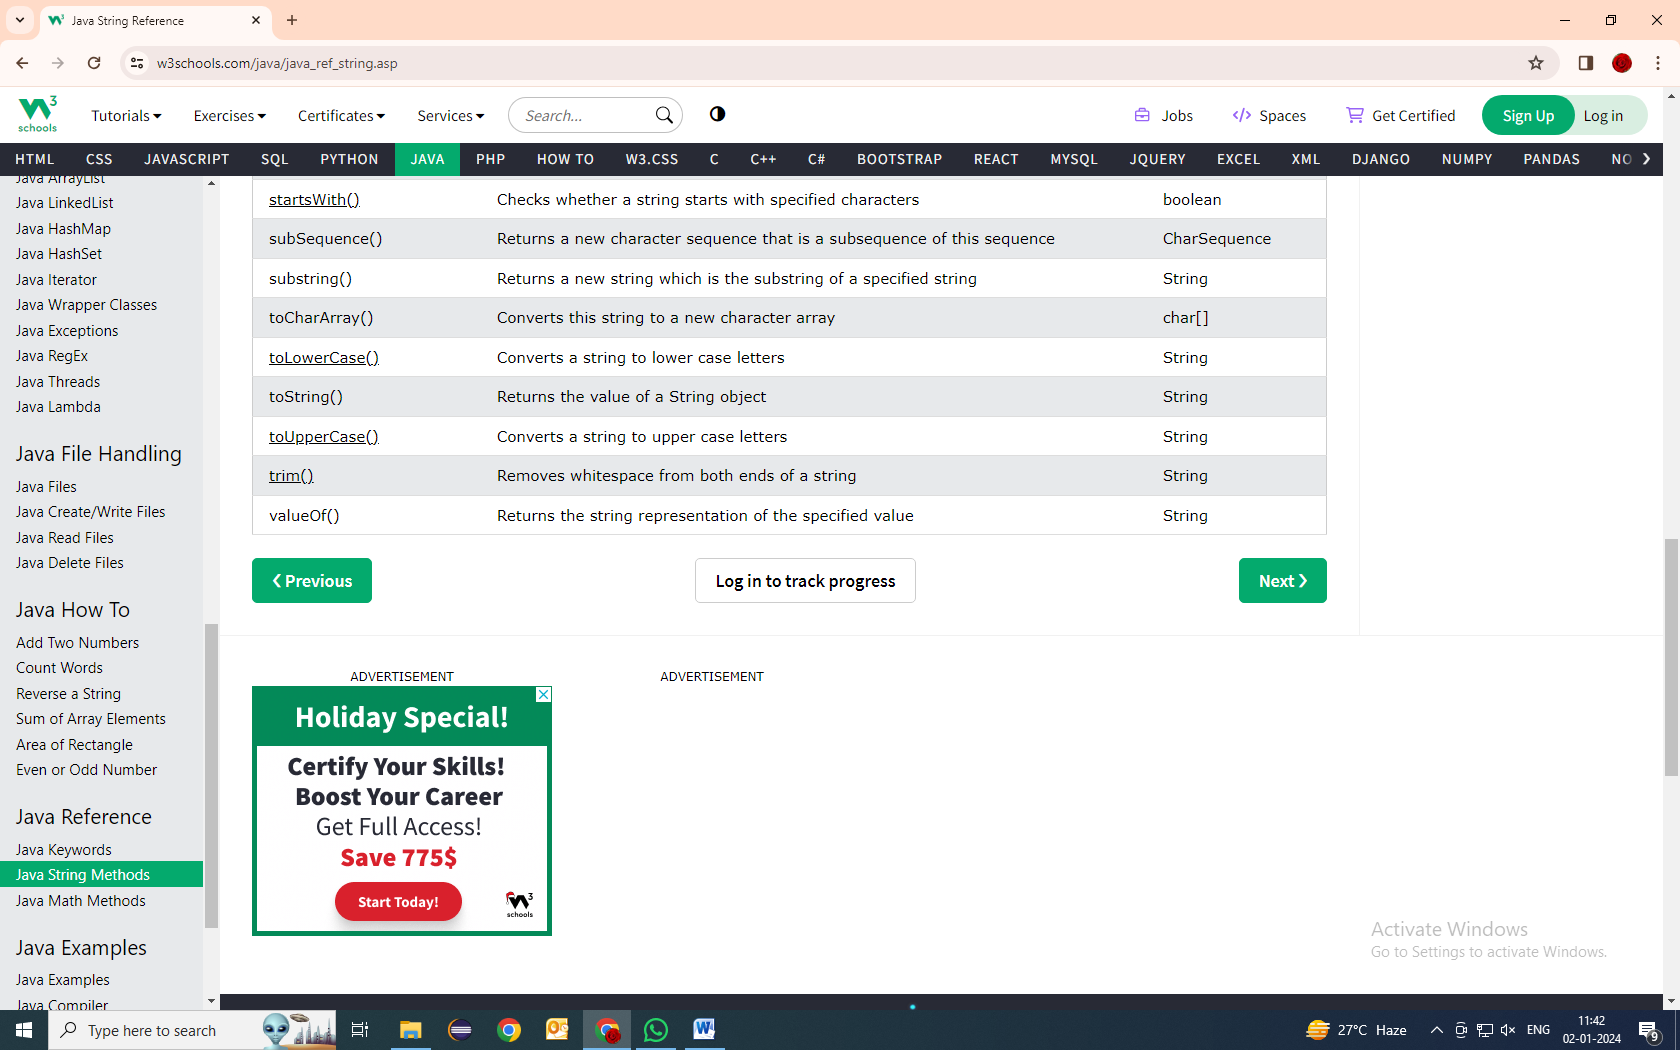 Java String Reference
w3schools.com/java/java_ref_string.asp
W3 schools
Tutorials
Exercises
Certificates
Services
Search...
Jobs
Spaces
Get Certified
Sign Up
Log in
HTML CSS JAVASCRIPT SQL PYTHON JAVA PHP HOW TO W3.CSS C C++ C# BOOTSTRAP REACT MYSQL JQUERY EXCEL XML DJANGO NUMPY PANDAS NO
Java ArrayList
Java LinkedList
Java HashMap
Java HashSet
Java Iterator
Java Wrapper Classes
Java Exceptions
Java RegEx
Java Threads
Java Lambda
Java File Handling
Java Files
Java Create/Write Files
Java Read Files
Java Delete Files
Java How To
Add Two Numbers
Count Words
Reverse a String
Sum of Array Elements
Area of Rectangle
Even or Odd Number
Java Reference
Java Keywords
Java String Methods
Java Math Methods
Java Examples
Java Examples
Java Compiler
startsWith() Checks whether a string starts with specified characters boolean
subSequence() Returns a new character sequence that is a subsequence of this sequence CharSequence
substring() Returns a new string which is the substring of a specified string String
toCharArray() Converts this string to a new character array char[]
toLowerCase() Converts a string to lower case letters String
toString() Returns the value of a String object String
toUpperCase() Converts a string to upper case letters String
trim() Removes whitespace from both ends of a string String
valueOf() Returns the string representation of the specified value String
❮ Previous
Log in to track progress
Next ❯
ADVERTISEMENT
ADVERTISEMENT
Holiday Special!
Certify Your Skills!
Boost Your Career
Get Full Access!
Save 775$
Start Today!
W3 schools
Activate Windows
Go to Settings to activate Windows.
Type here to search
27°C Haze
ENG
11:42
02-01-2024
9